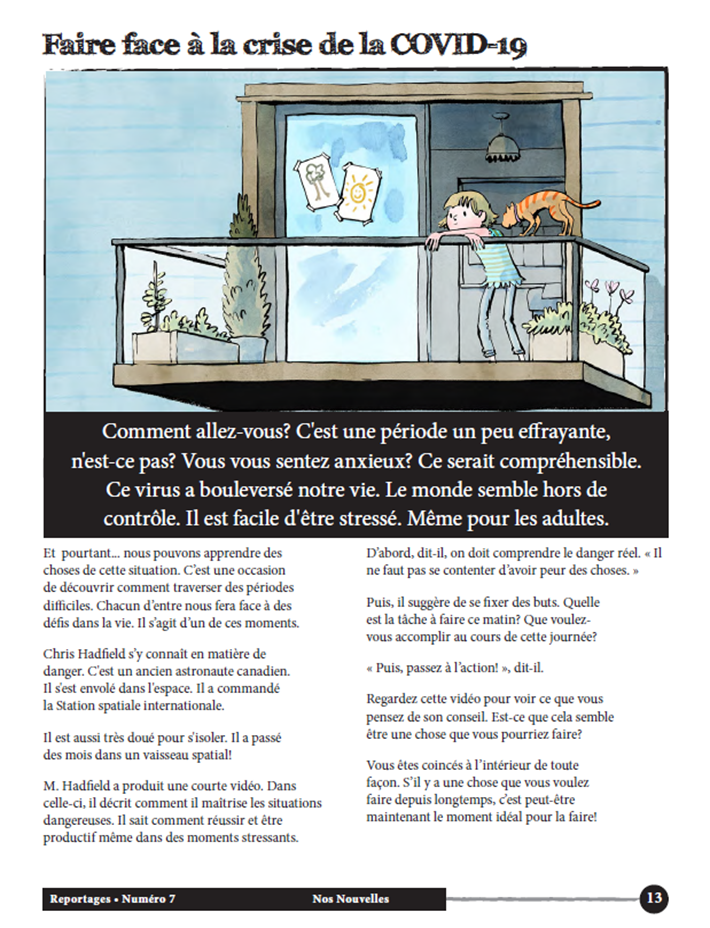 Faire face à la crise de la COVID-19
Comment allez-vous? C'est une période un peu effrayante,
n'est-ce pas? Vous vous sentez anxieux? Ce serait compréhensible.
Ce virus a bouleversé notre vie. Le monde semble hors de
contrôle. Il est facile d'être stressé. Même pour les adultes.
Et pourtant... nous pouvons apprendre des
choses de cette situation. C'est une occasion
de découvrir comment traverser des périodes
difficiles. Chacun d'entre nous fera face à des
défis dans la vie. Il s'agit d'un de ces moments.
Chris Hadfield s'y connaît en matière de
danger. C'est un ancien astronaute canadien.
Il s'est envolé dans l'espace. Il a commandé
la Station spatiale internationale.
Il est aussi très doué pour s'isoler. Il a passé
des mois dans un vaisseau spatial!
M. Hadfield a produit une courte vidéo. Dans
celle-ci, il décrit comment il maîtrise les situations
dangereuses. Il sait comment réussir et être
productif même dans des moments stressants.
D'abord, dit-il, on doit comprendre le danger réel. « Il
ne faut pas se contenter d'avoir peur des choses. »
Puis, il suggère de se fixer des buts. Quelle
est la tâche à faire ce matin? Que voulez-
vous accomplir au cours de cette journée?
« Puis, passez à l'action! », dit-il.
Regardez cette vidéo pour voir ce que vous
pensez de son conseil. Est-ce que cela semble
être une chose que vous pourriez faire?
Vous êtes coincés à l'intérieur de toute
façon. S'il y a une chose que vous voulez
faire depuis longtemps, c'est peut-être
maintenant le moment idéal pour la faire!
Reportages • Numéro 7 Nos Nouvelles 13